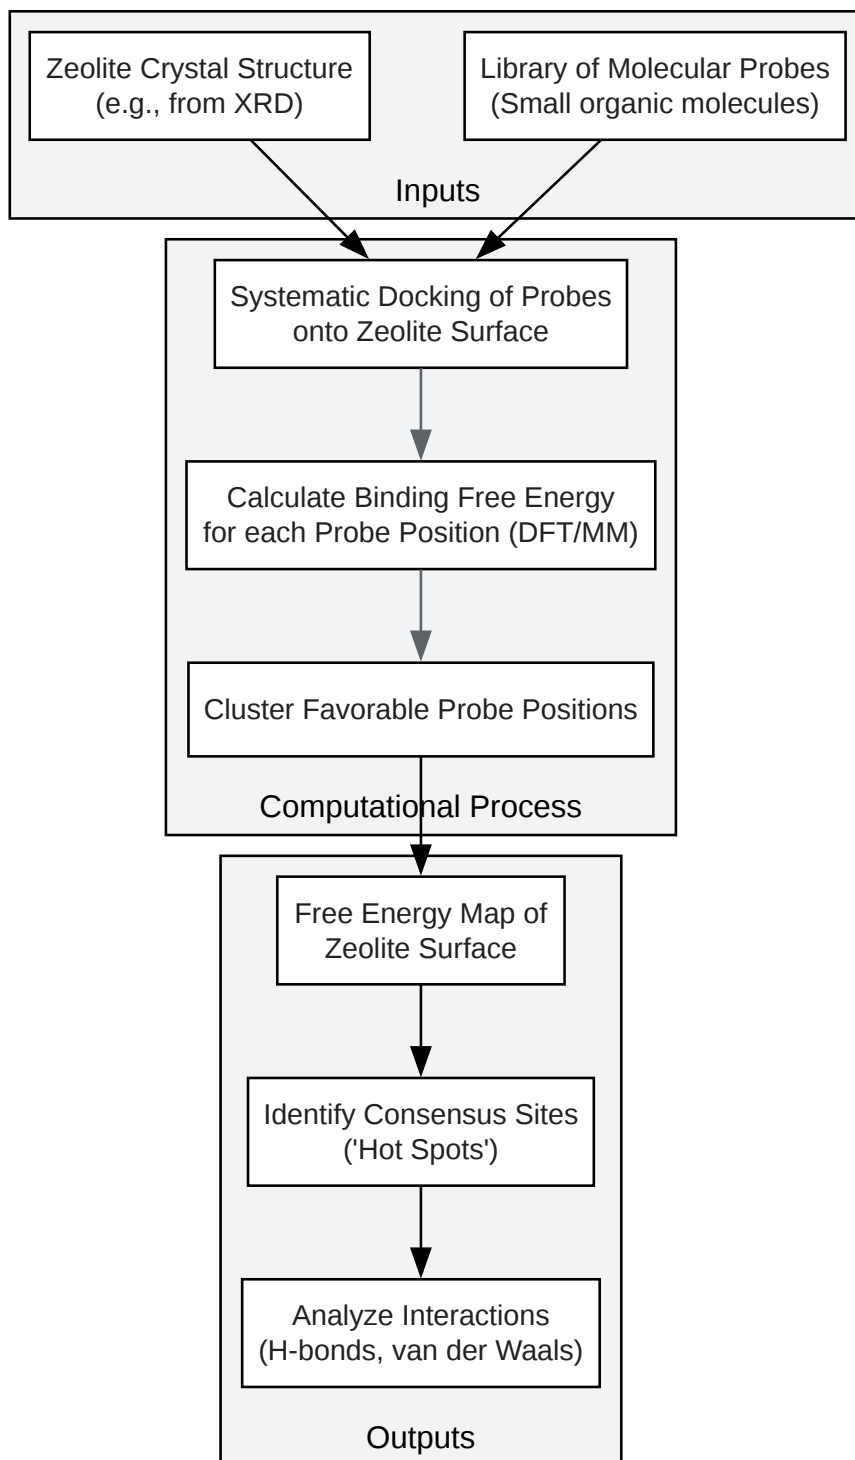 Zeolite Crystal Structure
(e.g., from XRD)
Library of Molecular Probes
(Small organic molecules)
Inputs
Systematic Docking of Probes
onto Zeolite Surface
Calculate Binding Free Energy
for each Probe Position (DFT/MM)
Cluster Favorable Probe Positions
Computational Process
Free Energy Map of
Zeolite Surface
Identify Consensus Sites
('Hot Spots')
Analyze Interactions
(H-bonds, van der Waals)
Outputs